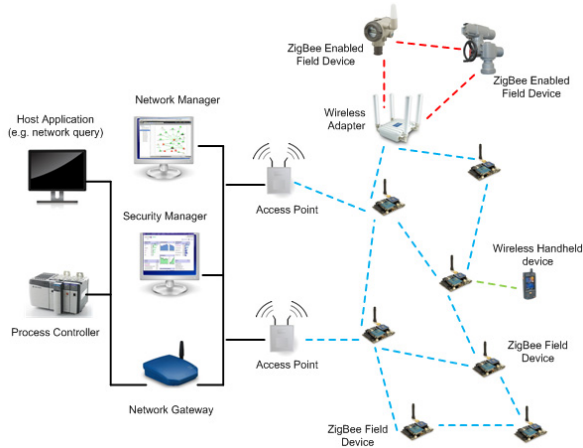 ZigBee Enabled
Field Device
ZigBee Enabled
Field Device
Network Manager
Wireless
Adapter
Host Application
(e.g. network query)
Access Point
Security Manager
Wireless Handheld
device
Process Controller
Access Point
ZigBee Field
Device
Network Gateway
ZigBee Field
Device